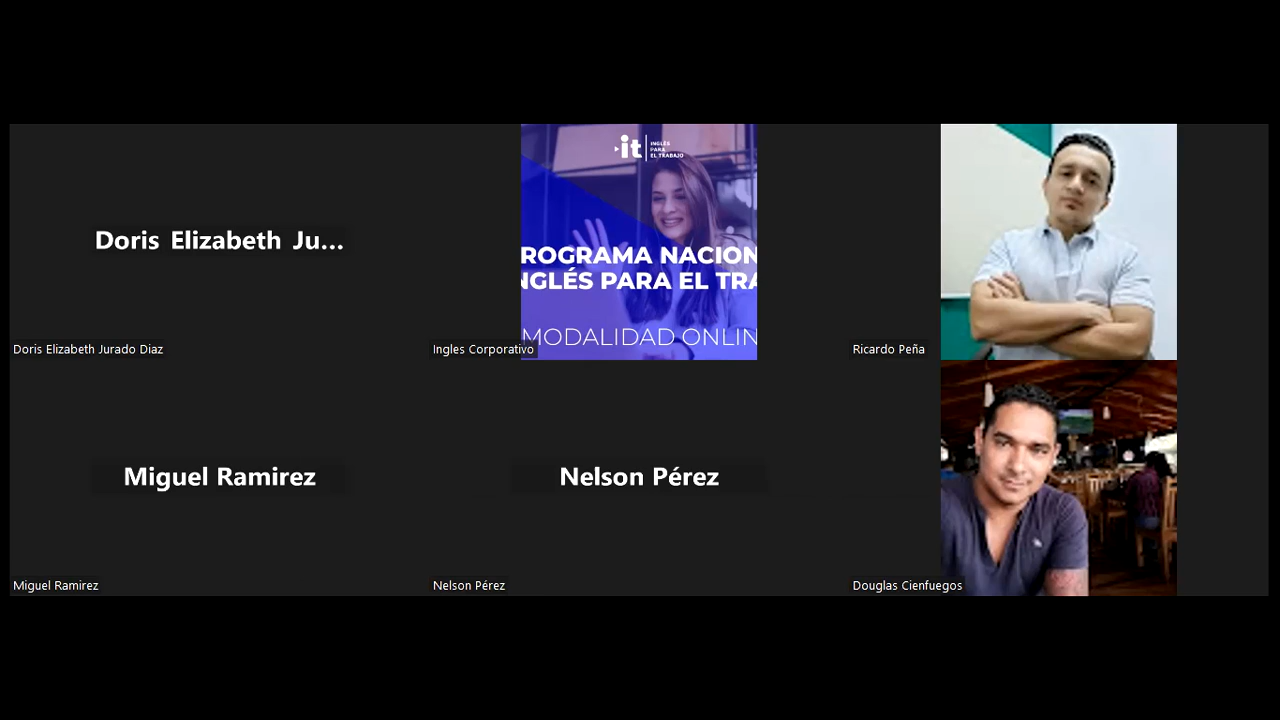 Doris Elizabeth Ju...
Doris Elizabeth Jurado Diaz
it
INGLÉS
PARA
EL TRABAJO
ROGRAMA NACION
NGLÉS PARA EL TRA
MODALIDAD ONLIN
Ingles Corporativo
Ricardo Peña
Miguel Ramirez
Miguel Ramirez
Nelson Pérez
Nelson Pérez
Douglas Cienfuegos